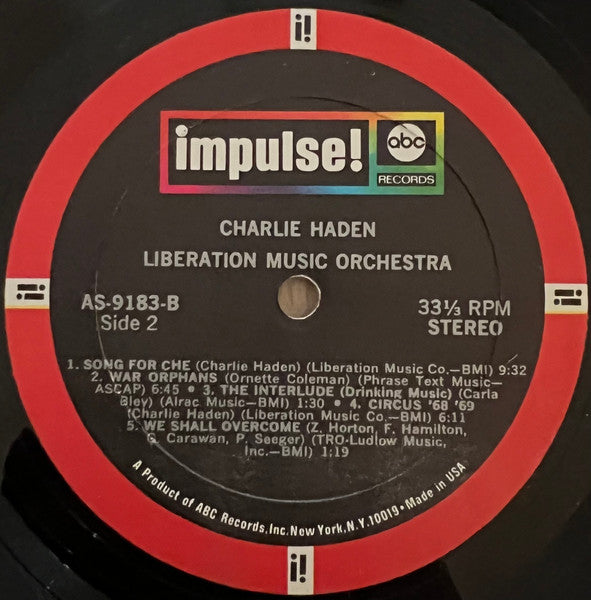 i!
impulse!
abc
RECORDS
CHARLIE HADEN
LIBERATION MUSIC ORCHESTRA
i!
i!
AS-9183-B
Side 2
33⅓ RPM
STEREO
1. SONG FOR CHE (Charlie Haden) (Liberation Music Co.—BMI) 9:32
2. WAR ORPHANS (Ornette Coleman) (Phrase Text Music—
ASCAP) 6:45 • 3. THE INTERLUDE (Drinking Music) (Carla
Bley) (Alrac Music—BMI) 1:30 • 4. CIRCUS '68 '69
(Charlie Haden) (Liberation Music Co.—BMI) 6:11
5. WE SHALL OVERCOME (Z. Horton, F. Hamilton,
G. Carawan, P. Seeger) (TRO-Ludlow Music,
Inc.—BMI) 1:19
A Product of ABC Records, Inc. New York, N.Y. 10019 • Made in USA
i!